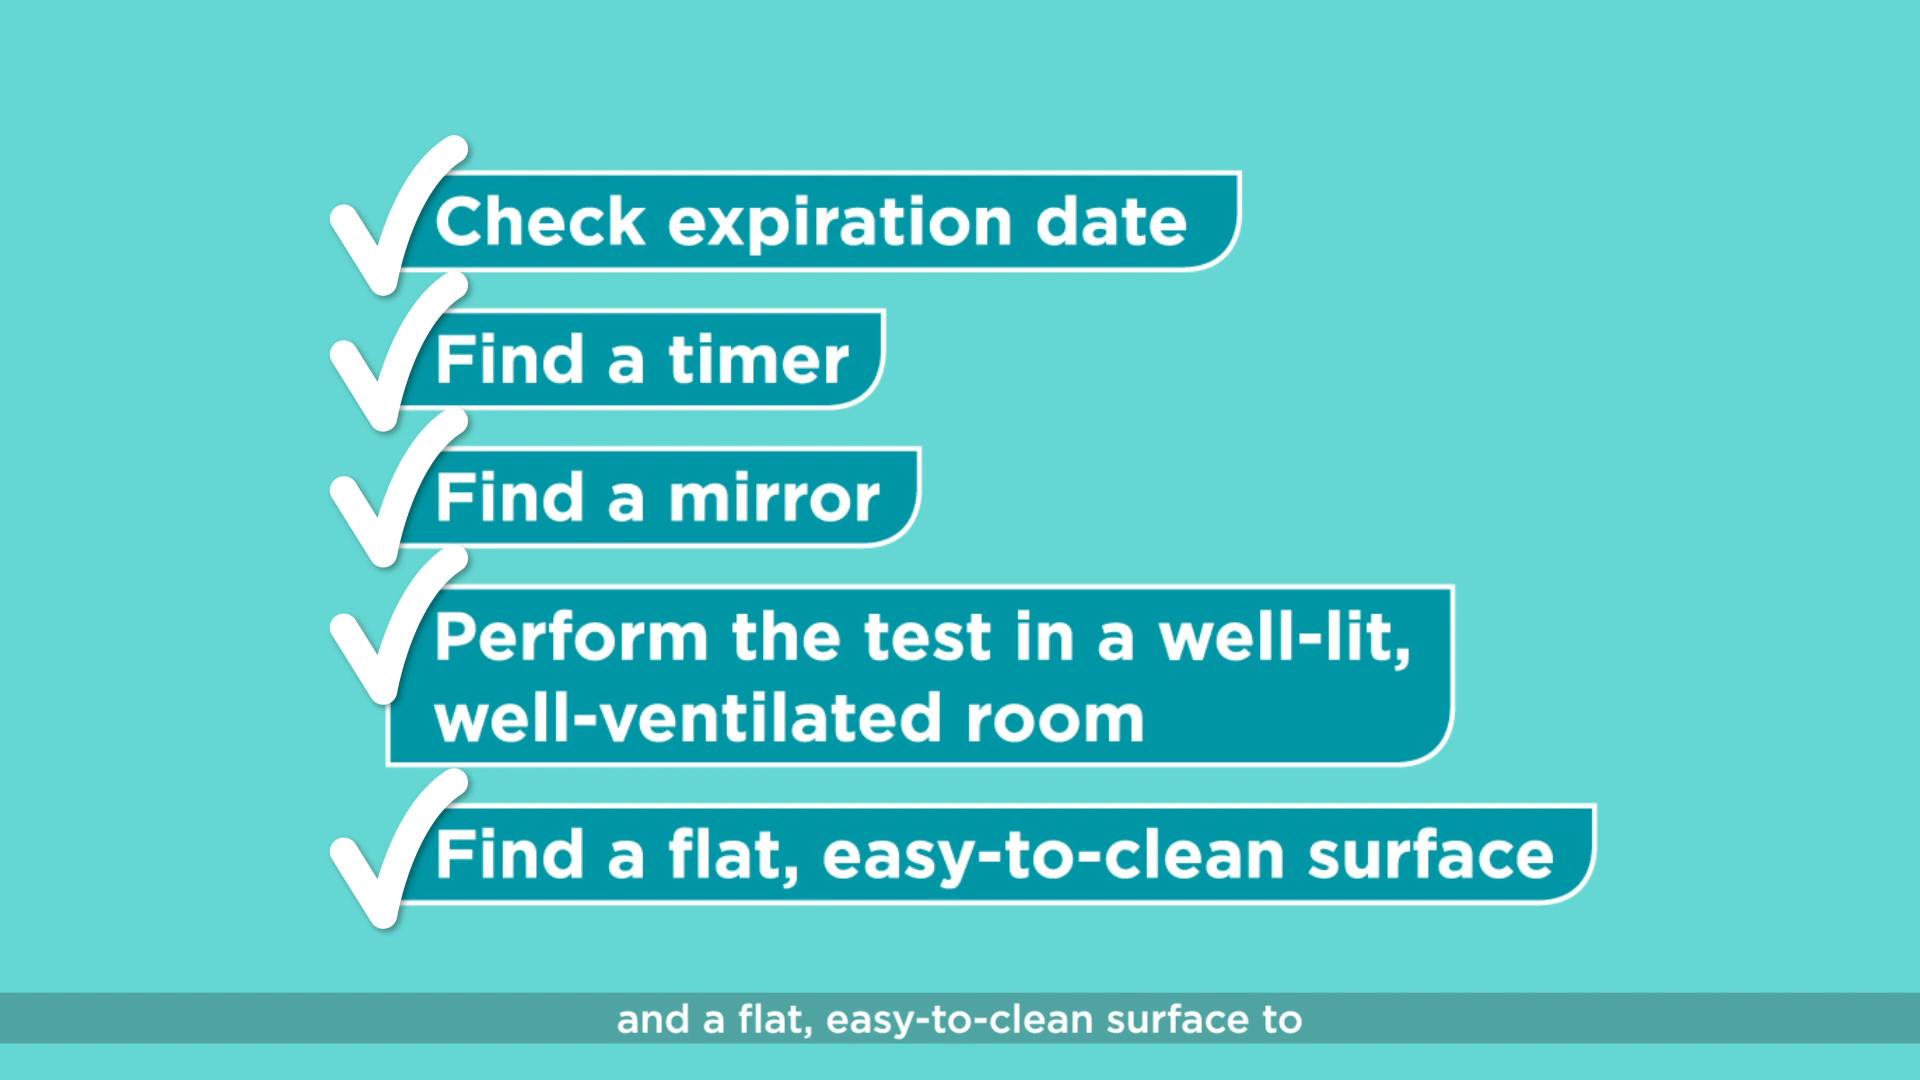 Check expiration date
Find a timer
Find a mirror
Perform the test in a well-lit,
well-ventilated room
Find a flat, easy-to-clean surface
and a flat, easy-to-clean surface to